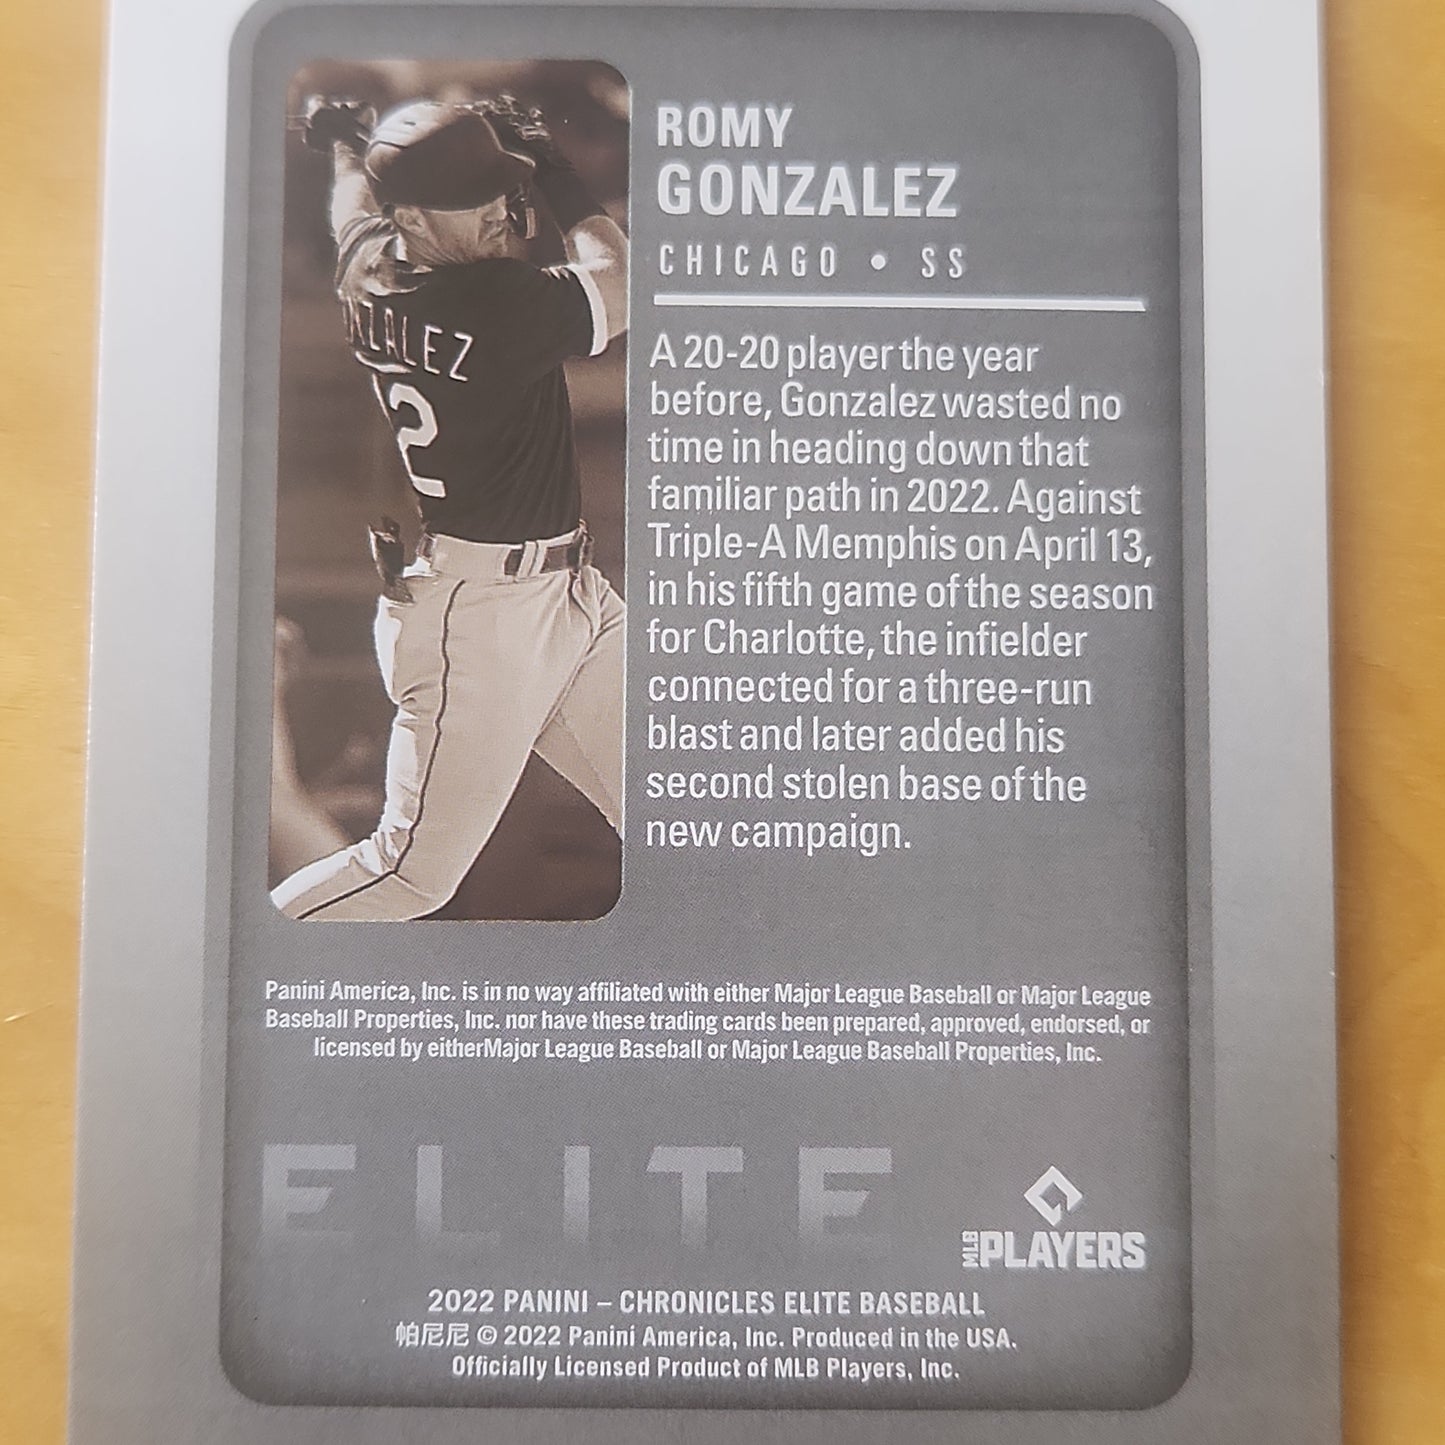 NZALEZ
2
ROMY
GONZALEZ
CHICAGO • SS
A 20-20 player the year
before, Gonzalez wasted no
time in heading down that
familiar path in 2022. Against
Triple-A Memphis on April 13,
in his fifth game of the season
for Charlotte, the infielder
connected for a three-run
blast and later added his
second stolen base of the
new campaign.
Panini America, Inc. is in no way affiliated with either Major League Baseball or Major League
Baseball Properties, Inc. nor have these trading cards been prepared, approved, endorsed, or
licensed by eitherMajor League Baseball or Major League Baseball Properties, Inc.
ELITE
MLB PLAYERS
2022 PANINI – CHRONICLES ELITE BASEBALL
帕尼尼 © 2022 Panini America, Inc. Produced in the USA.
Officially Licensed Product of MLB Players, Inc.